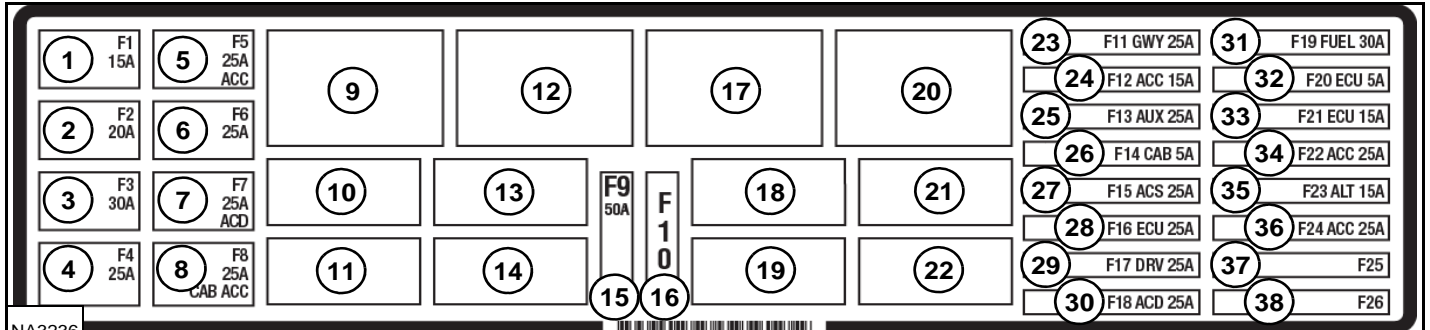 1 F1 15A
5 F5 25A ACC
2 F2 20A
6 F6 25A
3 F3 30A
7 F7 25A ACD
4 F4 25A
8 F8 25A CAB ACC
9
12
17
20
10
13
18
21
11
14
19
22
F9 50A
15
F10
16
23 F11 GWY 25A
24 F12 ACC 15A
25 F13 AUX 25A
26 F14 CAB 5A
27 F15 ACS 25A
28 F16 ECU 25A
29 F17 DRV 25A
30 F18 ACD 25A
31 F19 FUEL 30A
32 F20 ECU 5A
33 F21 ECU 15A
34 F22 ACC 25A
35 F23 ALT 15A
36 F24 ACC 25A
37 F25
38 F26